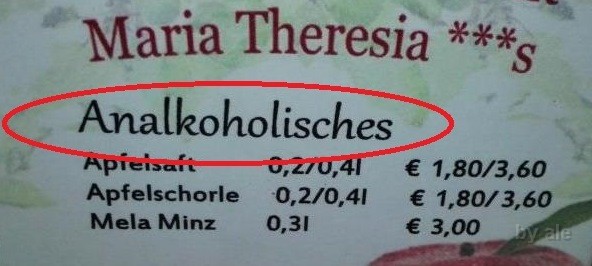 Maria Theresia ***s
Analkoholisches
Apfelsaft 0,2/0,4l € 1,80/3,60
Apfelschorle 0,2/0,4l € 1,80/3,60
Mela Minz 0,3l € 3,00
by ale